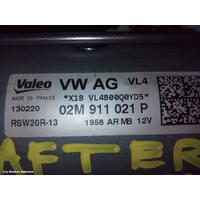 Valeo VW AG VL4
MADE IN FRANCE *X18 VL4B00Q0YD5*
130220 02M 911 021 P
RSW20R-13 1956 AR MB 12V
AFTER